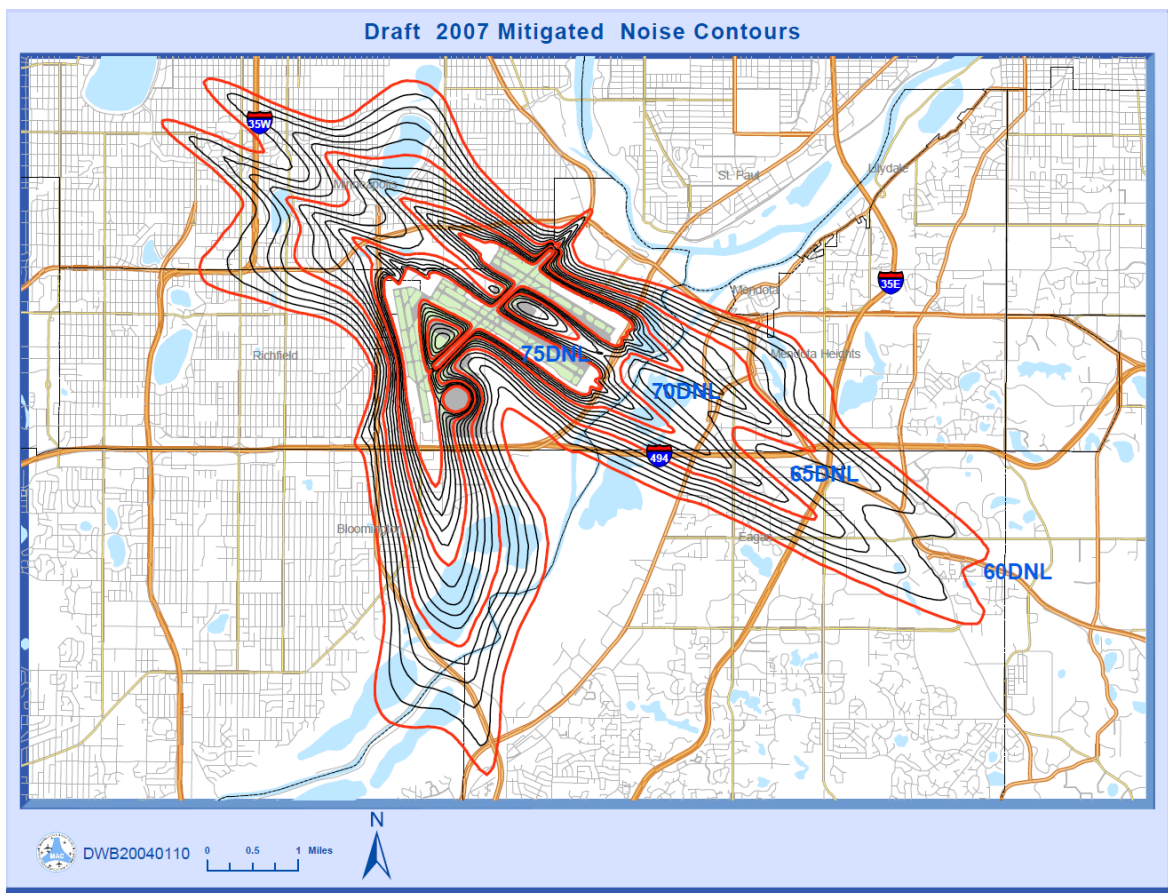 Draft 2007 Mitigated Noise Contours
35W
Minneapolis
St. Paul
Lilydale
Mendota
35E
Richfield
75DNL
Mendota Heights
70DNL
494
65DNL
Bloomington
Eagan
60DNL
N
MAC
DWB20040110
0 0.5 1 Miles